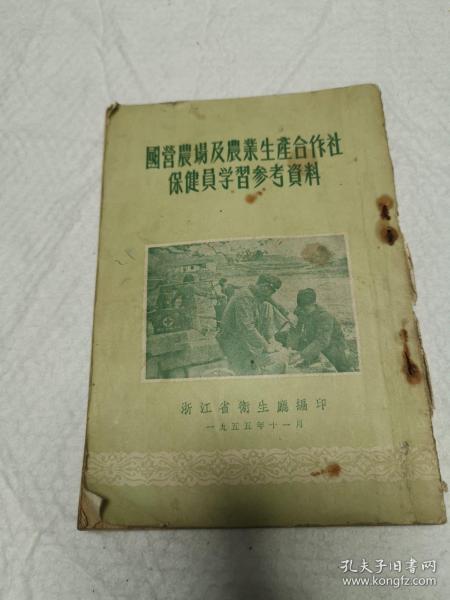 國营農場及農業生產合作社
保健員学習参考資料
浙江省衛生廳編印
一九五五年十一月
孔夫子旧书网
www.kongfz.com